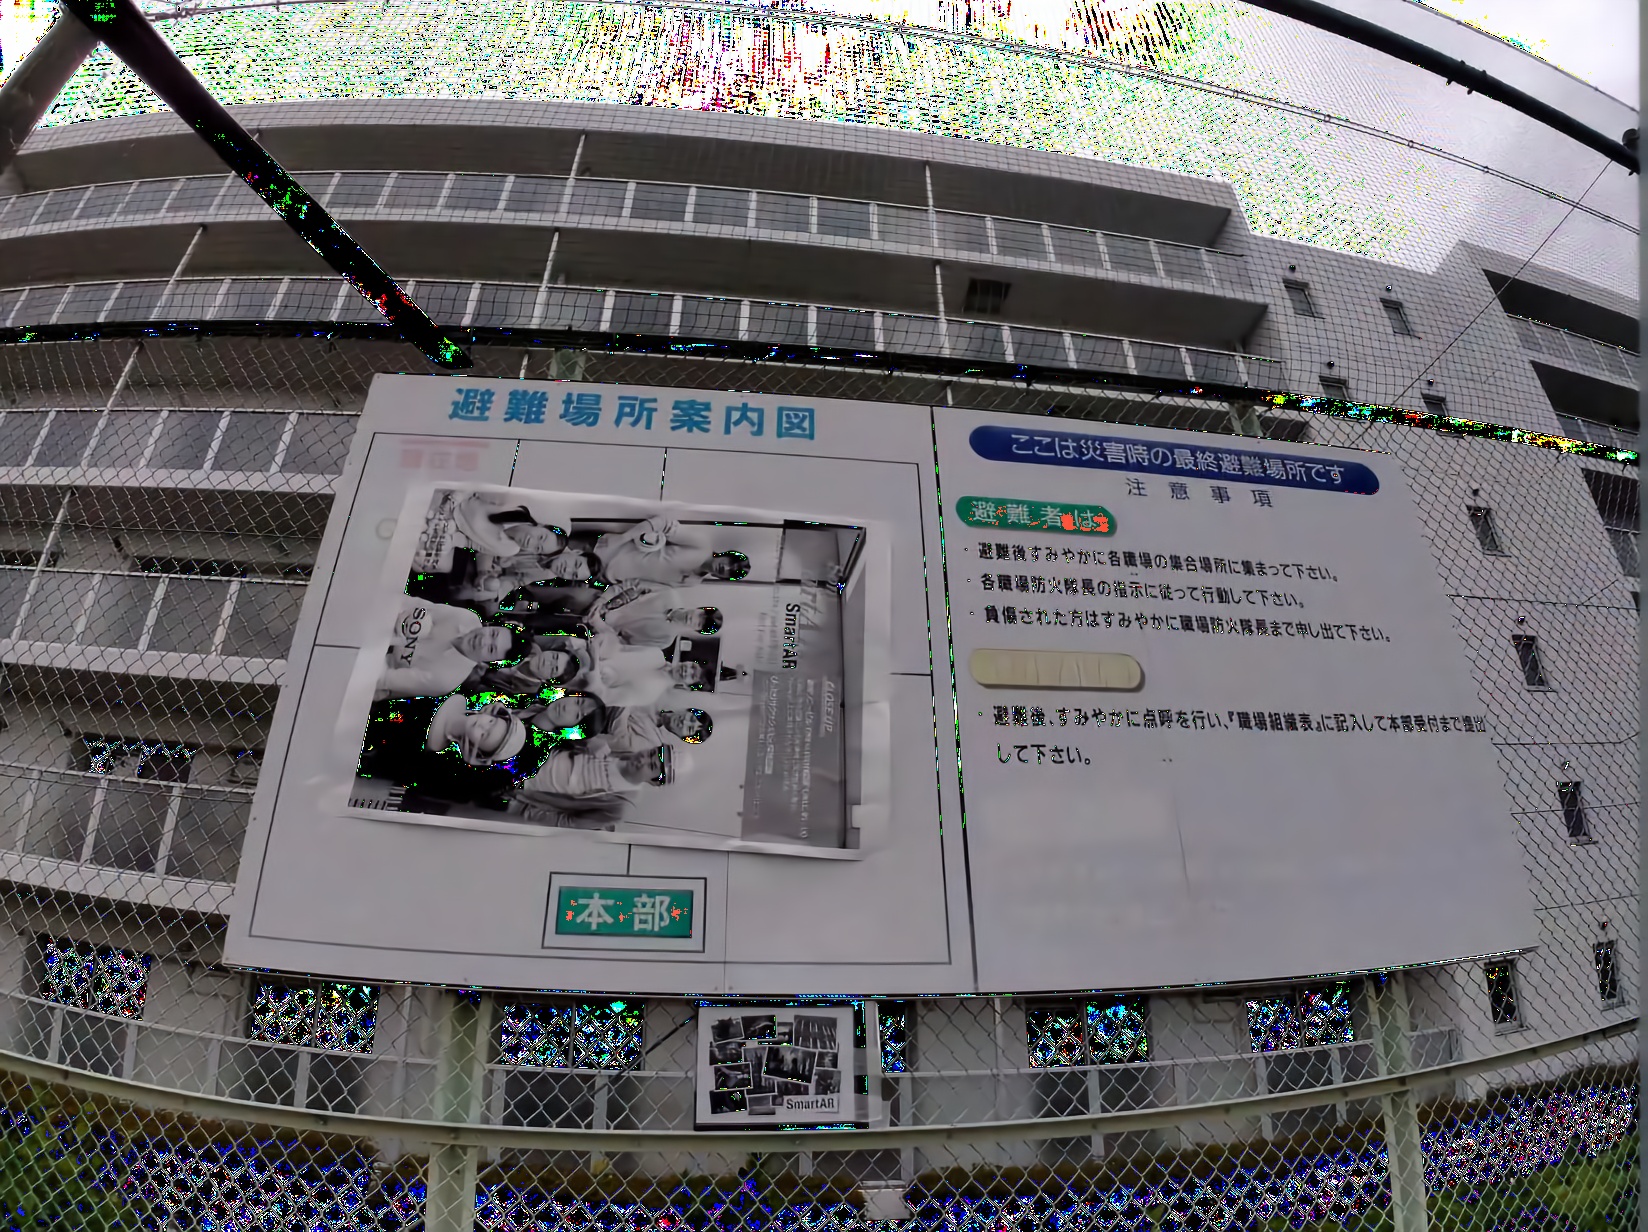 避難場所案内図
ここは災害時の最終避難場所です
注意事項
避難者は
・避難後すみやかに各職場の集合場所に集まって下さい。
・各職場防火隊長の指示に従って行動して下さい。
・負傷された方はすみやかに職場防火隊長まで申し出て下さい。
・避難後、すみやかに点呼を行い、『職場組織表』に記入して本部受付まで提出
して下さい。
SONY
SmartAR
CLOSE UP
本部
SmartAR